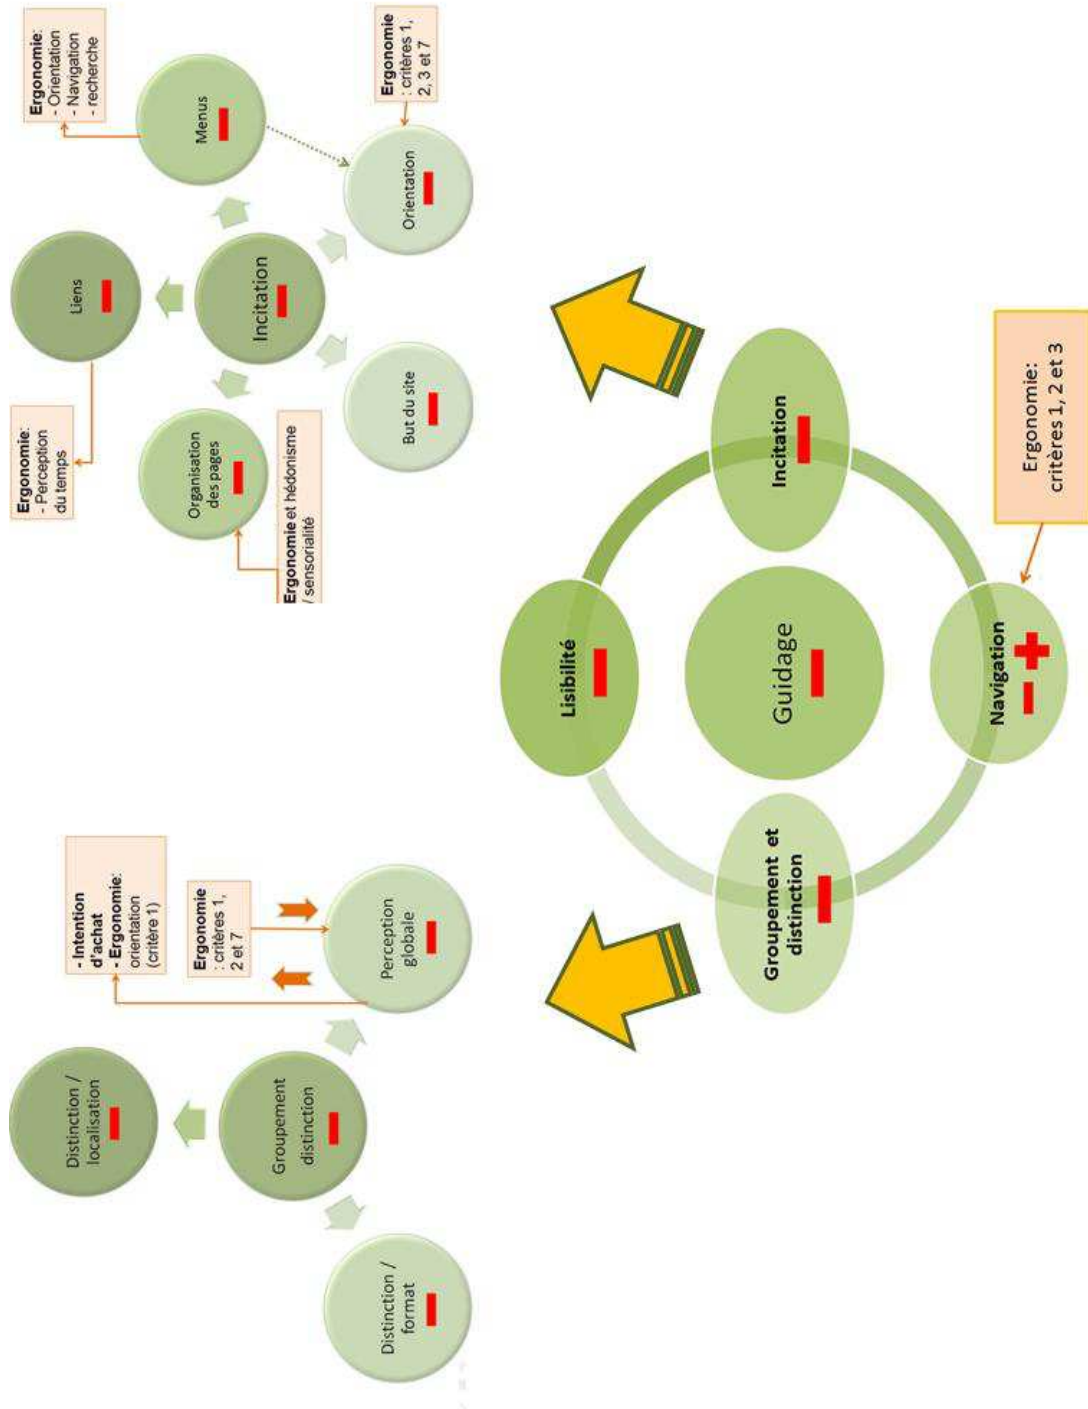 Ergonomie:
- Orientation
- Navigation
- recherche
Menus
Ergonomie
: critères 1,
2, 3 et 7
Orientation
Liens
Incitation
Ergonomie:
- Perception
du temps
Organisation
des pages
But du site
Ergonomie et hédonisme
/ sensorialité
- Intention
d'achat
- Ergonomie:
orientation
(critère 1)
Ergonomie
: critères 1,
2 et 7
Perception
globale
Distinction /
localisation
Groupement
distinction
Distinction /
format
Lisibilité
Incitation
Guidage
Groupement et
distinction
Navigation
Ergonomie:
critères 1, 2 et 3